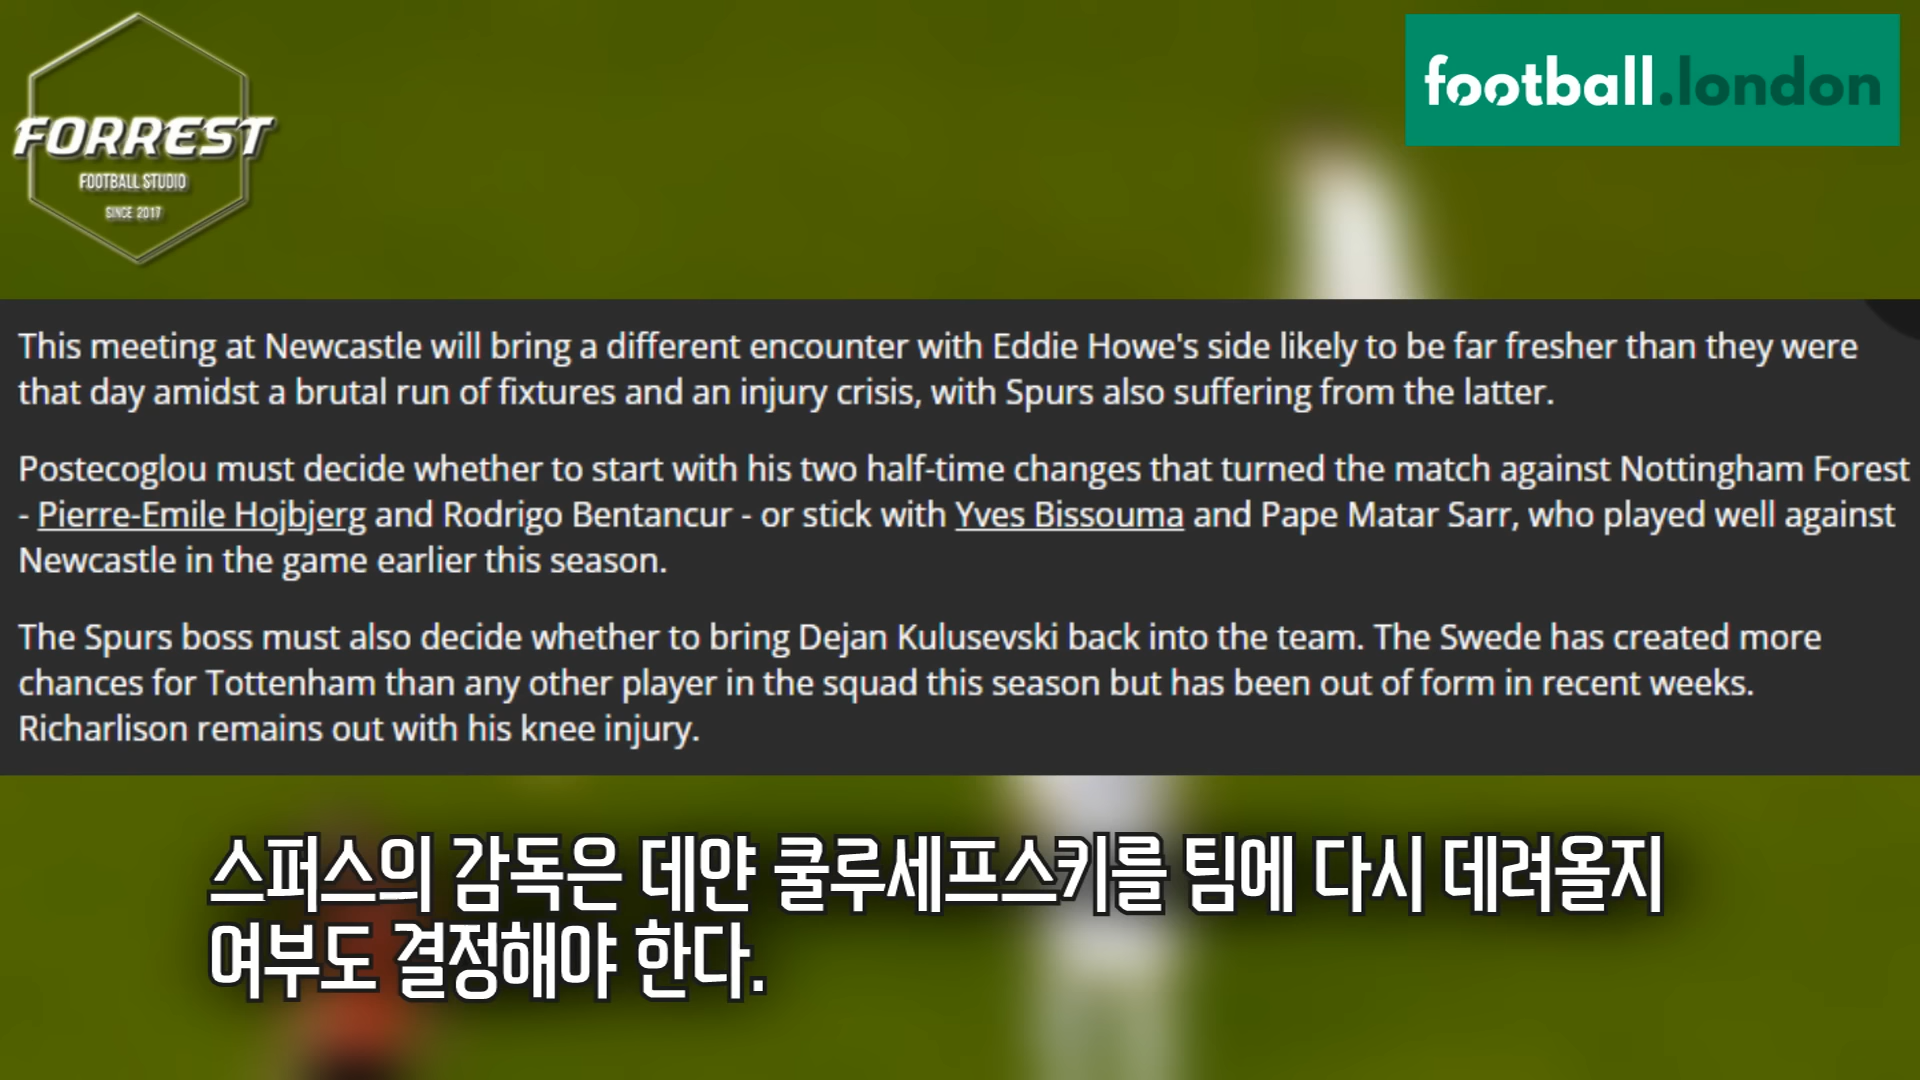 FORREST
FOOTBALL STUDIO
SINCE 2017
football.london
This meeting at Newcastle will bring a different encounter with Eddie Howe's side likely to be far fresher than they were
that day amidst a brutal run of fixtures and an injury crisis, with Spurs also suffering from the latter.
Postecoglou must decide whether to start with his two half-time changes that turned the match against Nottingham Forest
- Pierre-Emile Hojbjerg and Rodrigo Bentancur - or stick with Yves Bissouma and Pape Matar Sarr, who played well against
Newcastle in the game earlier this season.
The Spurs boss must also decide whether to bring Dejan Kulusevski back into the team. The Swede has created more
chances for Tottenham than any other player in the squad this season but has been out of form in recent weeks.
Richarlison remains out with his knee injury.
스퍼스의 감독은 데얀 쿨루세프스키를 팀에 다시 데려올지
여부도 결정해야 한다.